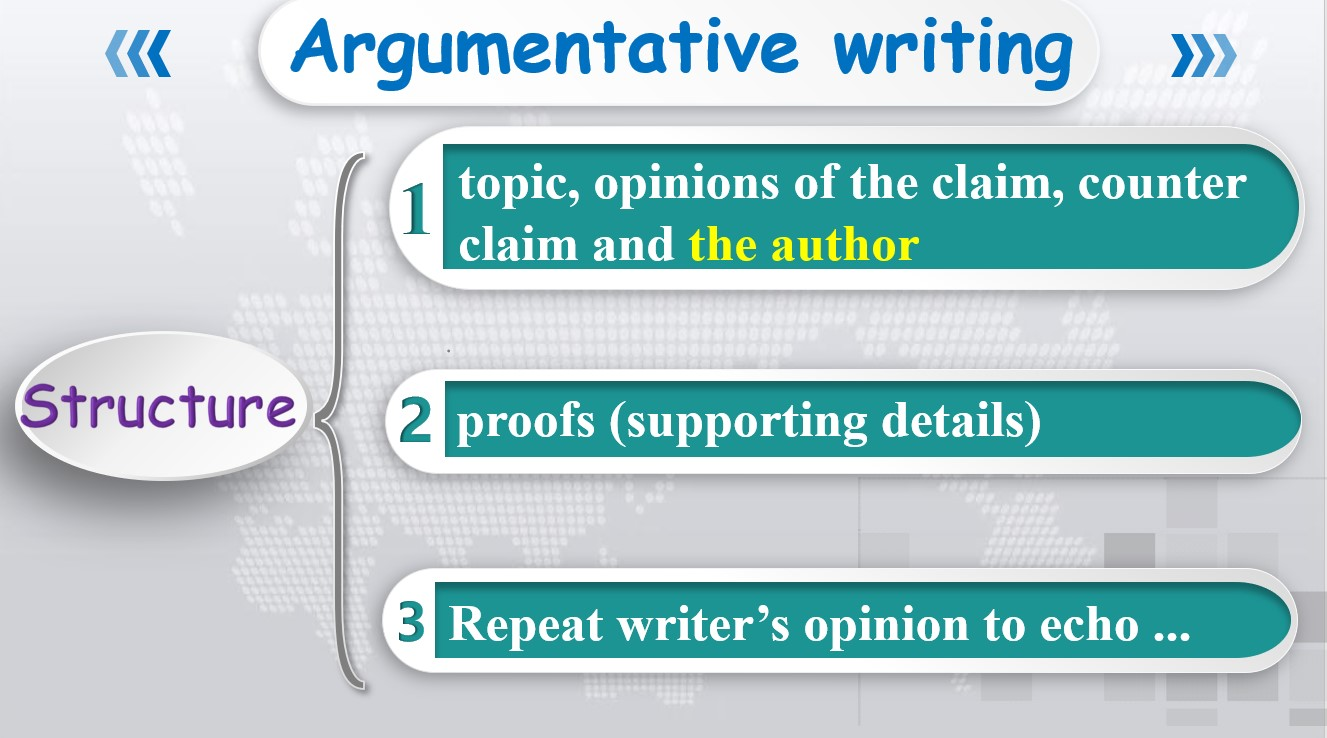 Argumentative writing
1
topic, opinions of the claim, counter
claim and the author
Structure
2 proofs (supporting details)
3 Repeat writer’s opinion to echo ...